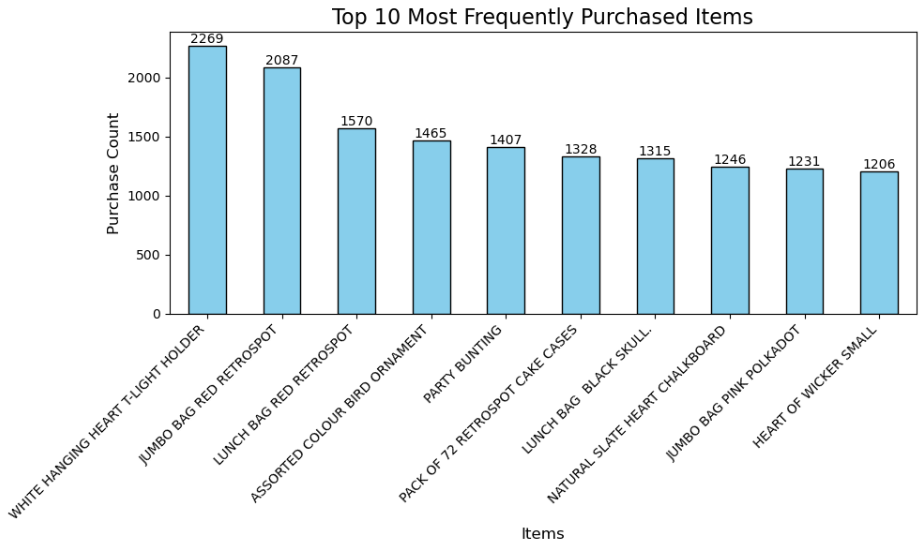 Top 10 Most Frequently Purchased Items
2269
2087
1570
1465
1407
1328
1315
1246
1231
1206
Purchase Count
2000
1500
1000
500
0
WHITE HANGING HEART T-LIGHT HOLDER
JUMBO BAG RED RETROSPOT
LUNCH BAG RED RETROSPOT
ASSORTED COLOUR BIRD ORNAMENT
PARTY BUNTING
PACK OF 72 RETROSPOT CAKE CASES
LUNCH BAG  BLACK SKULL.
NATURAL SLATE HEART CHALKBOARD
JUMBO BAG PINK POLKADOT
HEART OF WICKER SMALL
Items